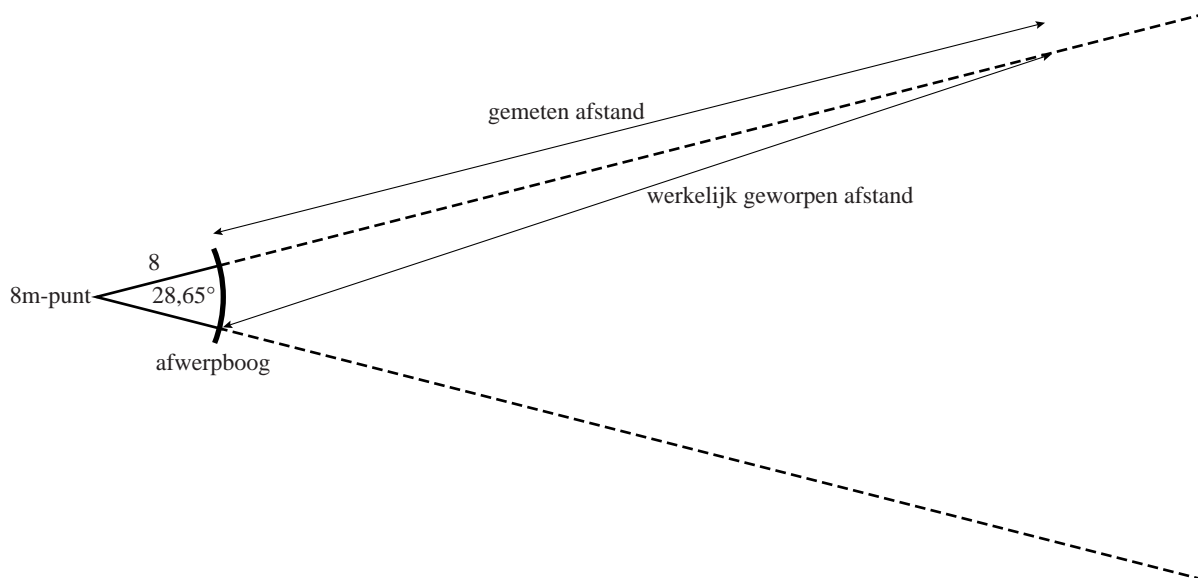 gemeten afstand
werkelijk geworpen afstand
8
8m-punt
28,65°
afwerpboog